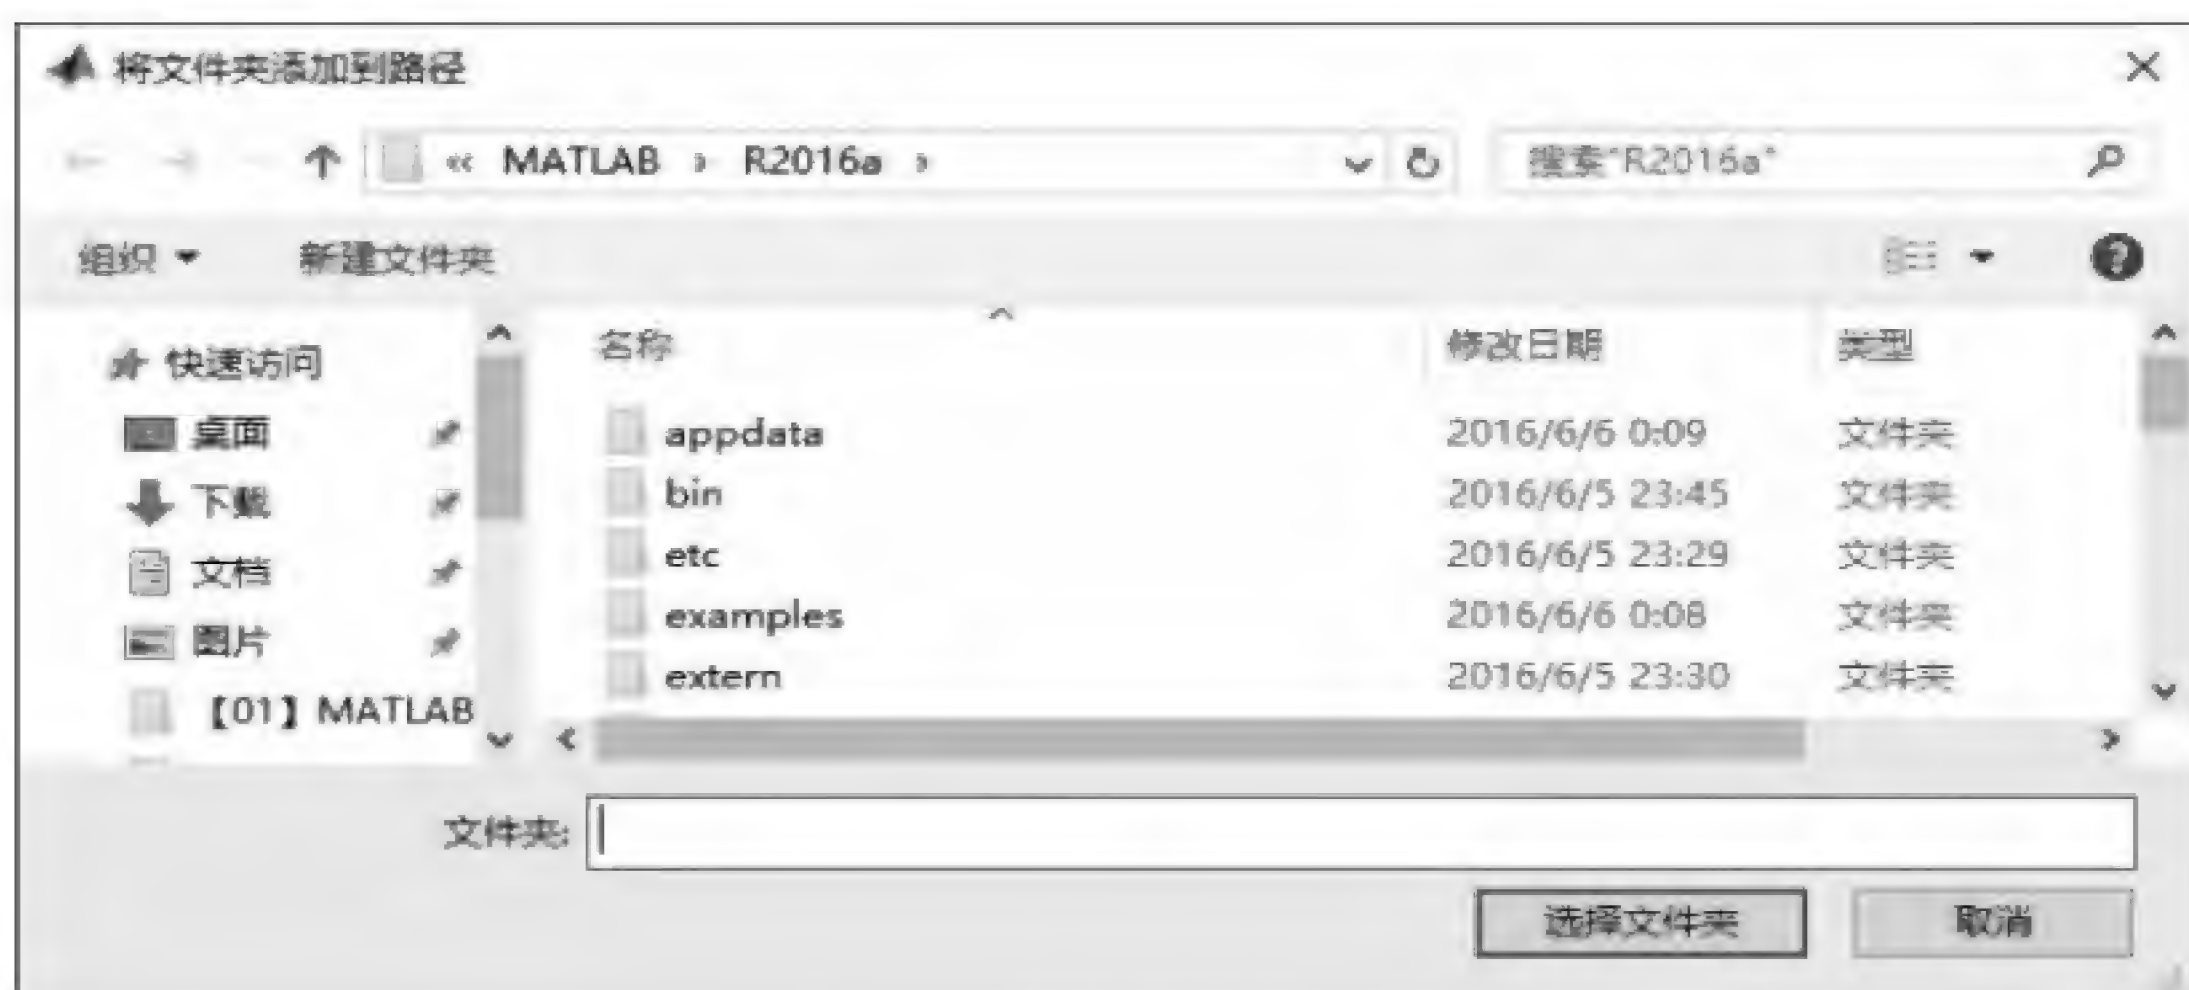 将文件夹添加到路径
« MATLAB › R2016a ›
搜索"R2016a"
组织 新建文件夹
快速访问
桌面
下载
文档
图片
【01】MATLAB
名称 修改日期 类型
appdata 2016/6/6 0:09 文件夹
bin 2016/6/5 23:45 文件夹
etc 2016/6/5 23:29 文件夹
examples 2016/6/6 0:08 文件夹
extern 2016/6/5 23:30 文件夹
文件夹:
选择文件夹 取消